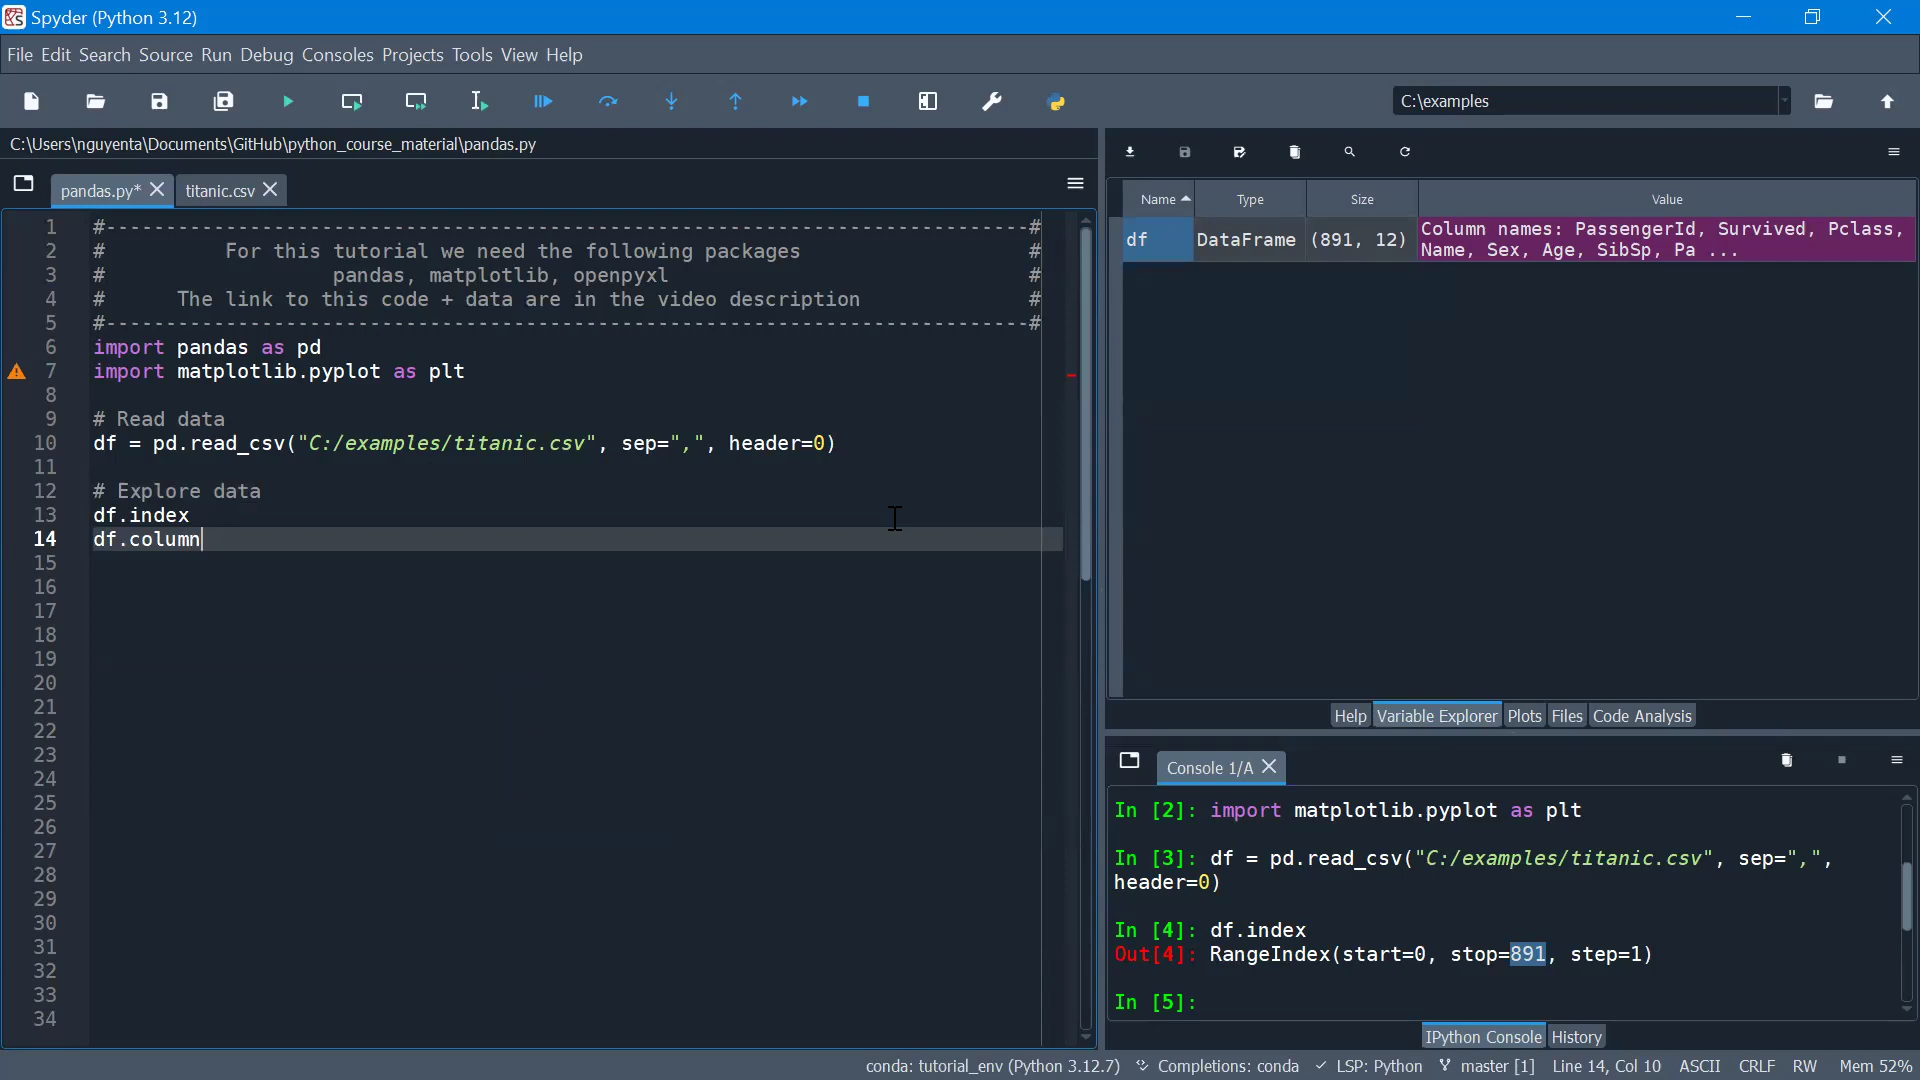 Spyder (Python 3.12)
File Edit Search Source Run Debug Consoles Projects Tools View Help
C:\examples
C:\Users\nguyenta\Documents\GitHub\python_course_material\pandas.py
pandas.py*
titanic.csv
1 #-----------------------------------------------------------------------------#
2 # For this tutorial we need the following packages #
3 # pandas, matplotlib, openpyxl #
4 # The link to this code + data are in the video description #
5 #-----------------------------------------------------------------------------#
6 import pandas as pd
7 import matplotlib.pyplot as plt
8
9 # Read data
10 df = pd.read_csv("C:/examples/titanic.csv", sep=",", header=0)
11
12 # Explore data
13 df.index
14 df.column
15
16
17
18
19
20
21
22
23
24
25
26
27
28
29
30
31
32
33
34
Name Type Size Value
df DataFrame (891, 12) Column names: PassengerId, Survived, Pclass,
Name, Sex, Age, SibSp, Pa ...
Help Variable Explorer Plots Files Code Analysis
Console 1/A
In [2]: import matplotlib.pyplot as plt
In [3]: df = pd.read_csv("C:/examples/titanic.csv", sep=",",
header=0)
In [4]: df.index
Out[4]: RangeIndex(start=0, stop=891, step=1)
In [5]:
IPython Console History
conda: tutorial_env (Python 3.12.7) Completions: conda LSP: Python master [1] Line 14, Col 10 ASCII CRLF RW Mem 52%